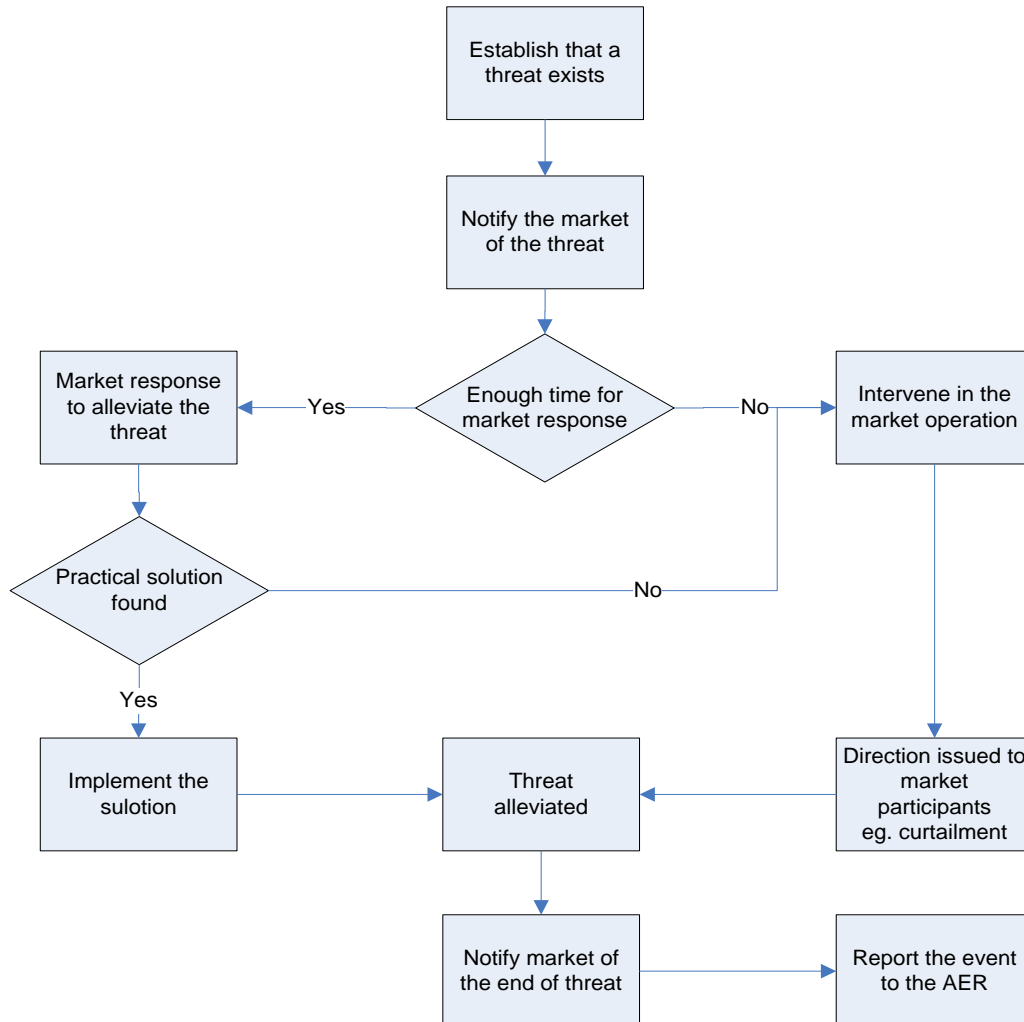 Establish that a
threat exists
Notify the market
of the threat
Market response
to alleviate the
threat
Yes
Enough time for
market response
No
Intervene in the
market operation
Practical solution
found
No
Yes
Implement the
sulotion
Threat
alleviated
Direction issued to
market
participants
eg. curtailment
Notify market of
the end of threat
Report the event
to the AER